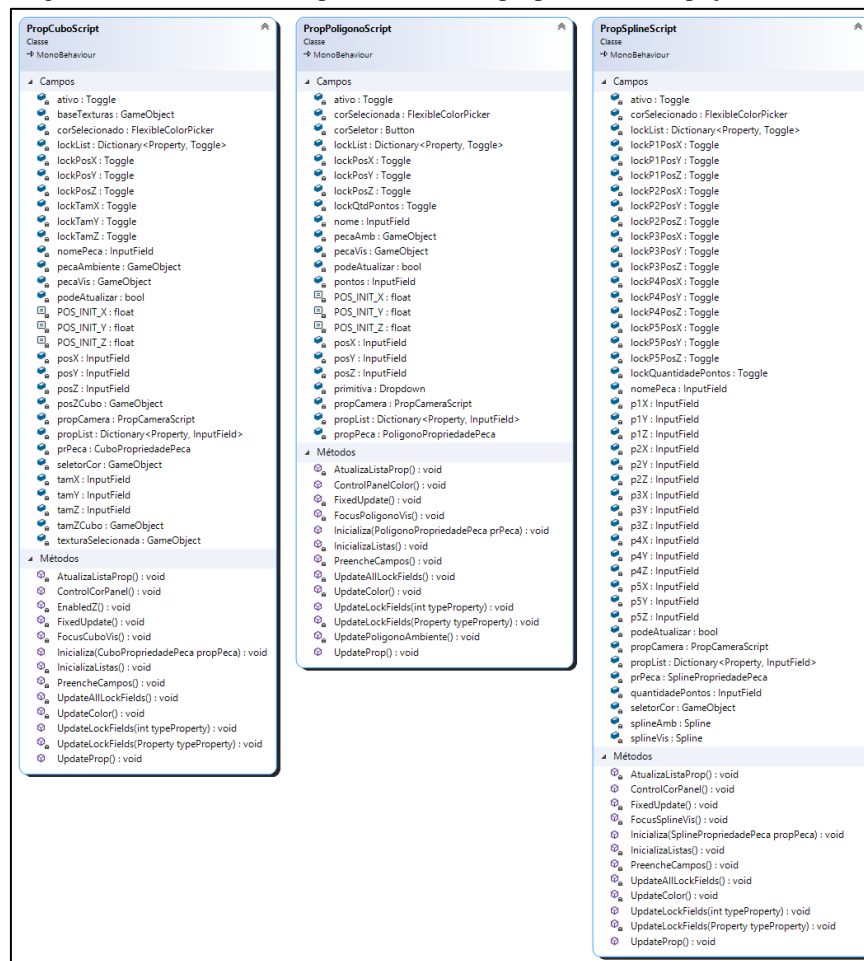 PropCuboScript
Classe
MonoBehaviour
Campos
ativo : Toggle
baseTexturas : GameObject
corSelecionado : FlexibleColorPicker
lockList : Dictionary<Property, Toggle>
lockPosX : Toggle
lockPosY : Toggle
lockPosZ : Toggle
lockTamX : Toggle
lockTamY : Toggle
lockTamZ : Toggle
nomePeca : InputField
pecaAmbiente : GameObject
pecaVis : GameObject
podeAtualizar : bool
POS_INIT_X : float
POS_INIT_Y : float
POS_INIT_Z : float
posX : InputField
posY : InputField
posZ : InputField
posZCubo : GameObject
propCamera : PropCameraScript
propList : Dictionary<Property, InputField>
prPeca : CuboPropriedadePeca
seletorCor : GameObject
tamX : InputField
tamY : InputField
tamZ : InputField
tamZCubo : GameObject
texturaSelecionada : GameObject
Métodos
AtualizaListaProp() : void
ControlCorPanel() : void
EnabledZ() : void
FixedUpdate() : void
FocusCuboVis() : void
Inicializa(CuboPropriedadePeca propPeca) : void
InicializaListas() : void
PreencheCampos() : void
UpdateAllLockFields() : void
UpdateColor() : void
UpdateLockFields(int typeProperty) : void
UpdateLockFields(Property typeProperty) : void
UpdateProp() : void
PropPoligonoScript
Classe
MonoBehaviour
Campos
ativo : Toggle
corSelecionada : FlexibleColorPicker
corSeletor : Button
lockList : Dictionary<Property, Toggle>
lockPosX : Toggle
lockPosY : Toggle
lockPosZ : Toggle
lockQtdPontos : Toggle
nome : InputField
pecaAmb : GameObject
pecaVis : GameObject
podeAtualizar : bool
pontos : InputField
POS_INIT_X : float
POS_INIT_Y : float
POS_INIT_Z : float
posX : InputField
posY : InputField
posZ : InputField
primitiva : Dropdown
propCamera : PropCameraScript
propList : Dictionary<Property, InputField>
propPeca : PoligonoPropriedadePeca
Métodos
AtualizaListaProp() : void
ControlPanelColor() : void
FixedUpdate() : void
FocusPoligonoVis() : void
Inicializa(PoligonoPropriedadePeca prPeca) : void
InicializaListas() : void
PreencheCampos() : void
UpdateAllLockFields() : void
UpdateColor() : void
UpdateLockFields(int typeProperty) : void
UpdateLockFields(Property typeProperty) : void
UpdatePoligonoAmbiente() : void
UpdateProp() : void
PropSplineScript
Classe
MonoBehaviour
Campos
ativo : Toggle
corSelecionado : FlexibleColorPicker
lockList : Dictionary<Property, Toggle>
lockP1PosX : Toggle
lockP1PosY : Toggle
lockP1PosZ : Toggle
lockP2PosX : Toggle
lockP2PosY : Toggle
lockP2PosZ : Toggle
lockP3PosX : Toggle
lockP3PosY : Toggle
lockP3PosZ : Toggle
lockP4PosX : Toggle
lockP4PosY : Toggle
lockP4PosZ : Toggle
lockP5PosX : Toggle
lockP5PosY : Toggle
lockP5PosZ : Toggle
lockQuantidadePontos : Toggle
nomePeca : InputField
p1X : InputField
p1Y : InputField
p1Z : InputField
p2X : InputField
p2Y : InputField
p2Z : InputField
p3X : InputField
p3Y : InputField
p3Z : InputField
p4X : InputField
p4Y : InputField
p4Z : InputField
p5X : InputField
p5Y : InputField
p5Z : InputField
podeAtualizar : bool
propCamera : PropCameraScript
propList : Dictionary<Property, InputField>
prPeca : SplinePropriedadePeca
quantidadePontos : InputField
seletorCor : GameObject
splineAmb : Spline
splineVis : Spline
Métodos
AtualizaListaProp() : void
ControlCorPanel() : void
FixedUpdate() : void
FocusSplineVis() : void
Inicializa(SplinePropriedadePeca propPeca) : void
InicializaListas() : void
PreencheCampos() : void
UpdateAllLockFields() : void
UpdateColor() : void
UpdateLockFields(int typeProperty) : void
UpdateLockFields(Property typeProperty) : void
UpdateProp() : void